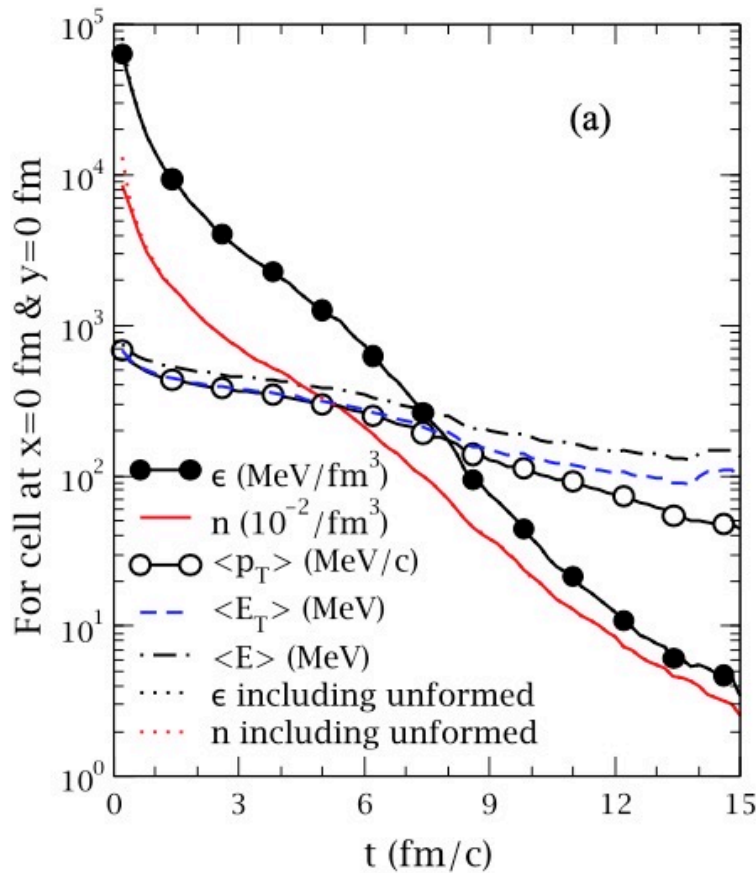 10^5
(a)
10^4
10^3
10^2
10^1
10^0
For cell at x=0 fm & y=0 fm
ϵ (MeV/fm^3)
n (10^-2/fm^3)
<p_T> (MeV/c)
<E_T> (MeV)
<E> (MeV)
ϵ including unformed
n including unformed
0 3 6 9 12 15
t (fm/c)